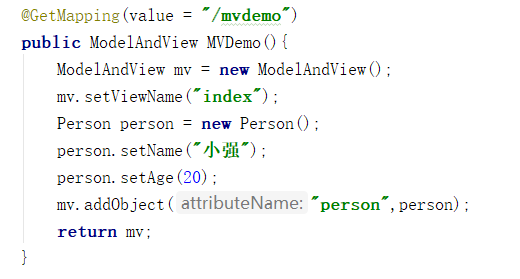 @GetMapping(value = "/mvdemo")
public ModelAndView MVDemo(){
    ModelAndView mv = new ModelAndView();
    mv.setViewName("index");
    Person person = new Person();
    person.setName("小强");
    person.setAge(20);
    mv.addObject( attributeName: "person",person);
    return mv;
}